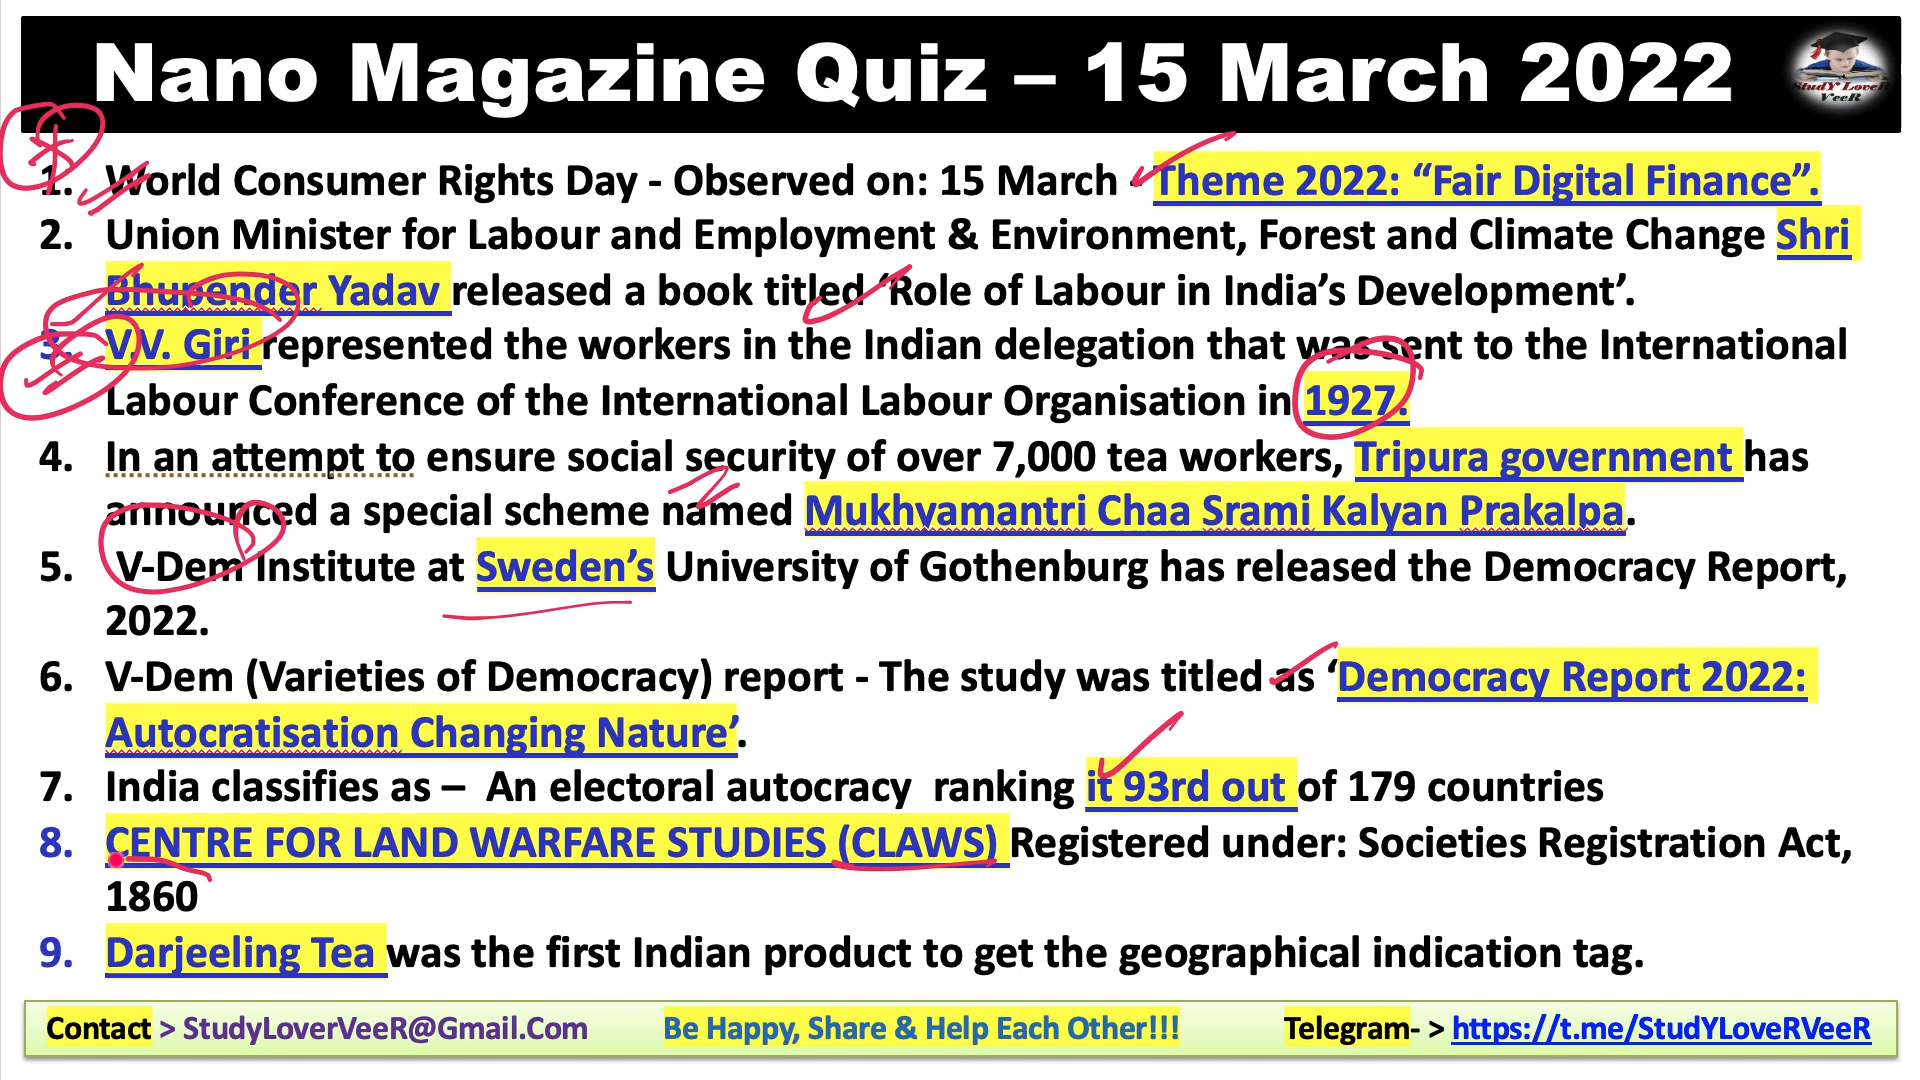 Nano Magazine Quiz – 15 March 2022
StudY LoveR
VeeR
1. World Consumer Rights Day - Observed on: 15 March - Theme 2022: “Fair Digital Finance”.
2. Union Minister for Labour and Employment & Environment, Forest and Climate Change Shri
Bhupender Yadav released a book titled ‘Role of Labour in India’s Development’.
3. V.V. Giri represented the workers in the Indian delegation that was sent to the International
Labour Conference of the International Labour Organisation in 1927.
4. In an attempt to ensure social security of over 7,000 tea workers, Tripura government has
announced a special scheme named Mukhyamantri Chaa Srami Kalyan Prakalpa.
5. V-Dem Institute at Sweden’s University of Gothenburg has released the Democracy Report,
2022.
6. V-Dem (Varieties of Democracy) report - The study was titled as ‘Democracy Report 2022:
Autocratisation Changing Nature’.
7. India classifies as – An electoral autocracy ranking it 93rd out of 179 countries
8. CENTRE FOR LAND WARFARE STUDIES (CLAWS) Registered under: Societies Registration Act,
1860
9. Darjeeling Tea was the first Indian product to get the geographical indication tag.
Contact > StudyLoverVeeR@Gmail.Com Be Happy, Share & Help Each Other!!! Telegram- > https://t.me/StudYLoveRVeeR